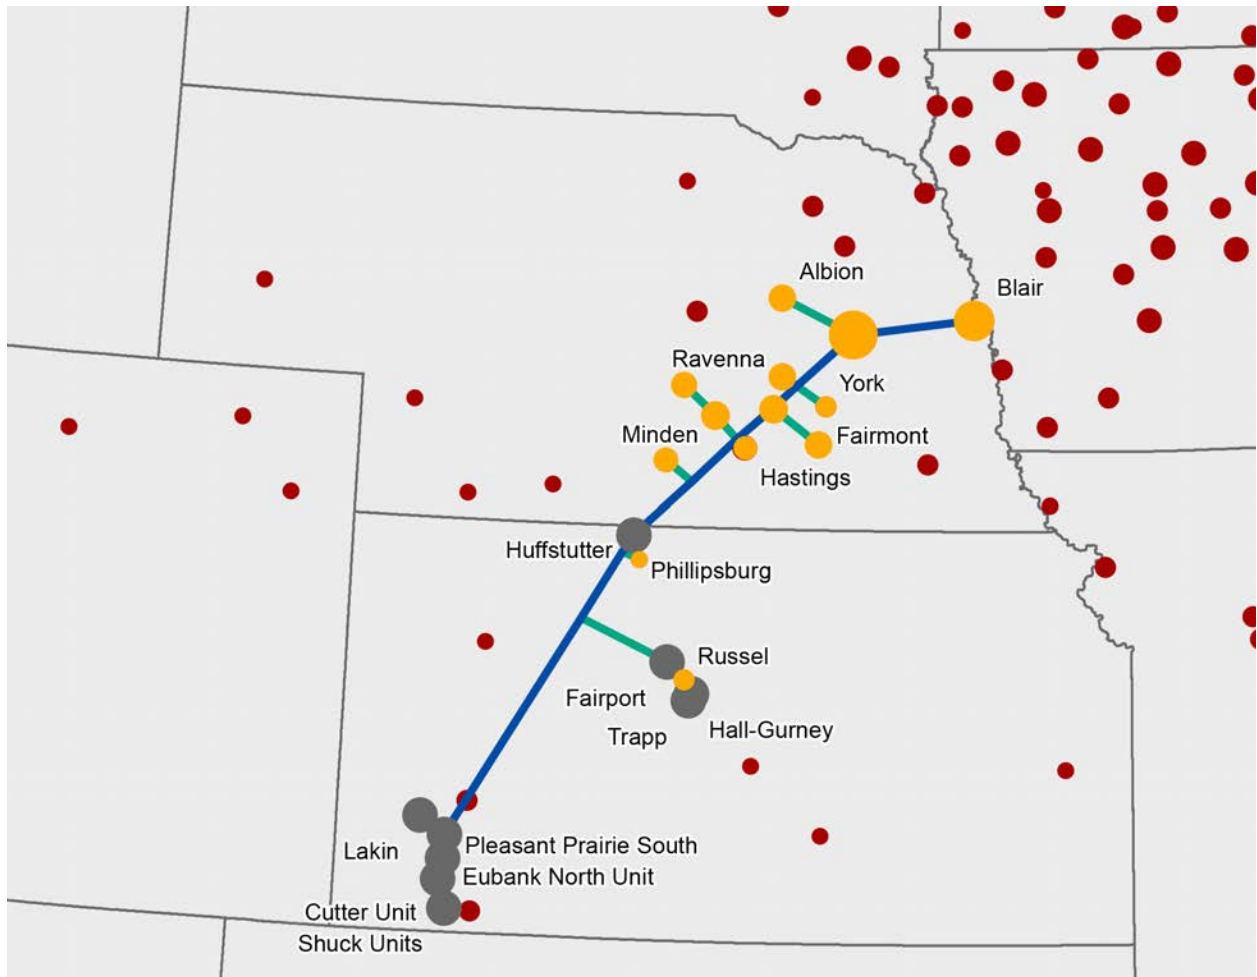 Albion
Blair
Ravenna
York
Minden
Fairmont
Hastings
Huffstutter
Phillipsburg
Russel
Fairport
Hall-Gurney
Trapp
Pleasant Prairie South
Lakin
Eubank North Unit
Cutter Unit
Shuck Units